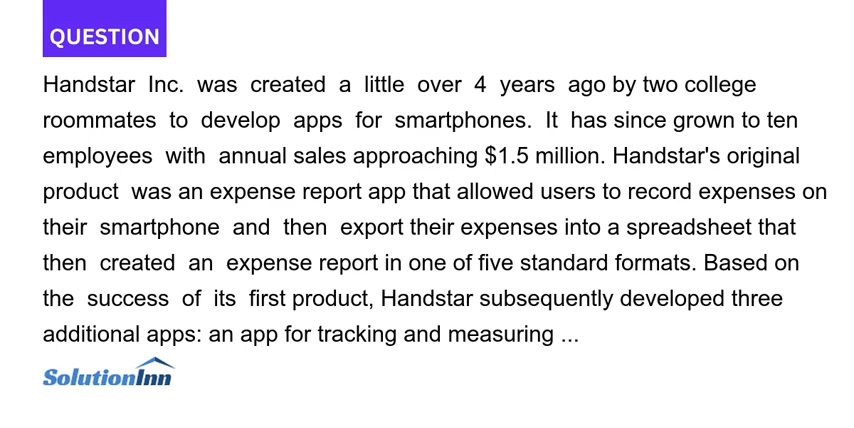 QUESTION
Handstar Inc. was created a little over 4 years ago by two college
roommates to develop apps for smartphones. It has since grown to ten
employees with annual sales approaching $1.5 million. Handstar's original
product was an expense report app that allowed users to record expenses on
their smartphone and then export their expenses into a spreadsheet that
then created an expense report in one of five standard formats. Based on
the success of its first product, Handstar subsequently developed three
additional apps: an app for tracking and measuring ...
SolutionInn